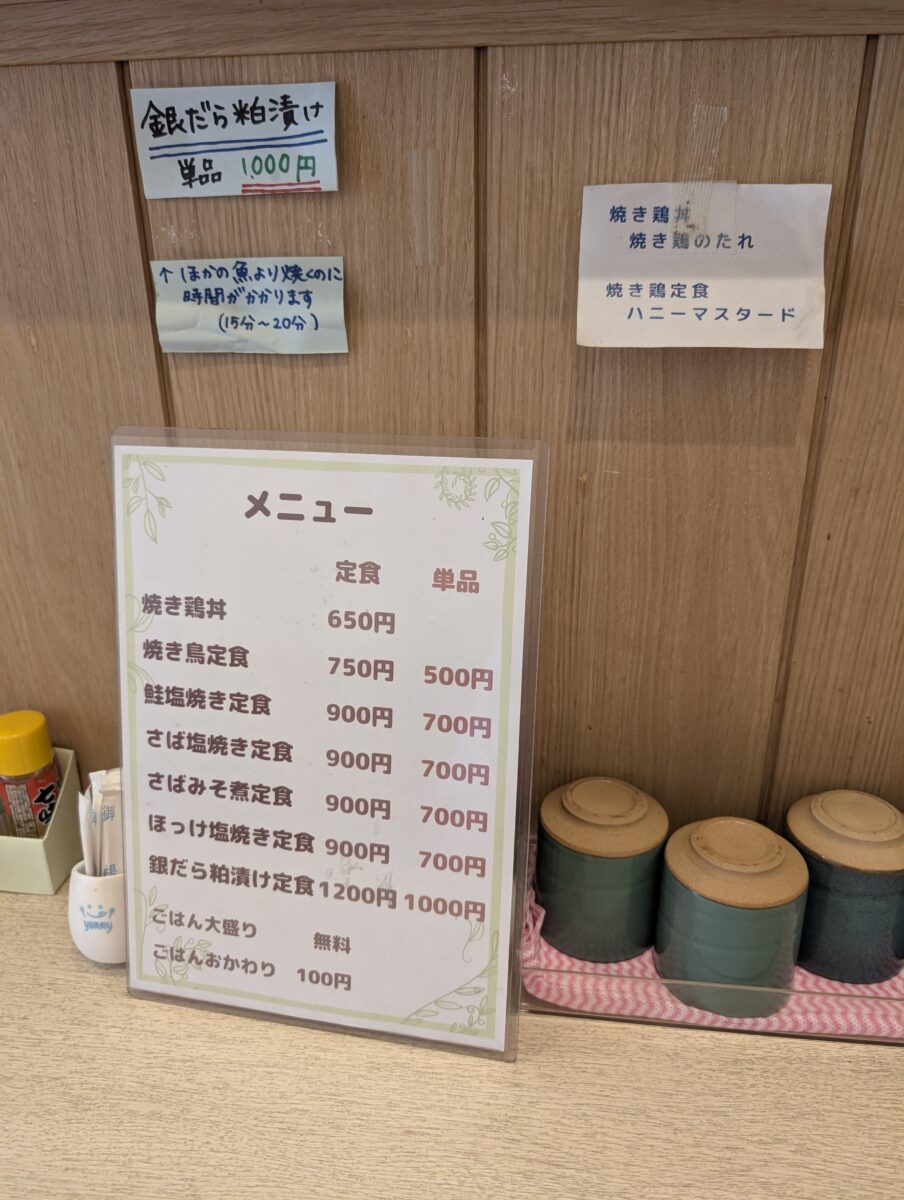 銀だら粕漬け
単品 1000円
↑ほかの魚より焼くのに
時間がかかります
(15分～20分)
焼き鶏丼
焼き鶏のたれ
焼き鶏定食
ハニーマスタード
メニュー
定食 単品
焼き鶏丼 650円
焼き鳥定食 750円 500円
鮭塩焼き定食 900円 700円
さば塩焼き定食 900円 700円
さばみそ煮定食 900円 700円
ほっけ塩焼き定食 900円 700円
銀だら粕漬け定食 1200円 1000円
ごはん大盛り 無料
ごはんおかわり 100円
yummy